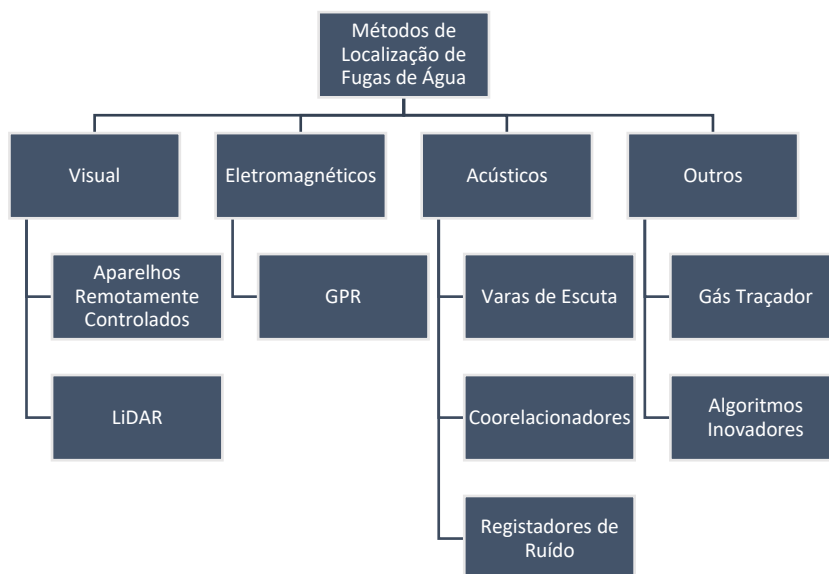 Métodos de
Localização de
Fugas de Água
Visual
Eletromagnéticos
Acústicos
Outros
Aparelhos
Remotamente
Controlados
GPR
Varas de Escuta
Gás Traçador
LiDAR
Coorelacionadores
Algoritmos
Inovadores
Registadores de
Ruído